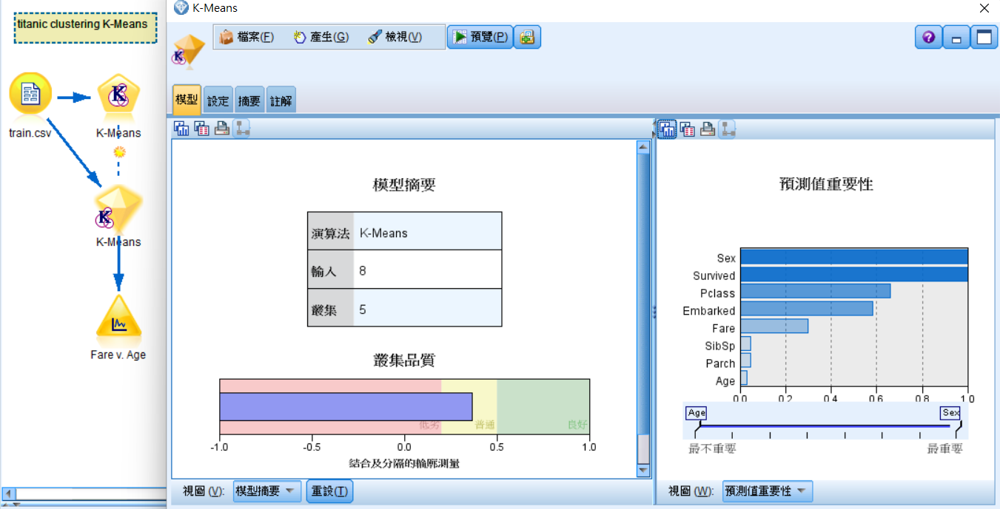 titanic clustering K-Means
train.csv
K-Means
K-Means
Fare v. Age
K-Means
檔案(F)
產生(G)
檢視(V)
預覽(P)
模型
設定
摘要
註解
模型摘要
演算法 K-Means
輸入 8
叢集 5
叢集品質
低劣 普通 良好
-1.0 -0.5 0.0 0.5 1.0
結合及分隔的輪廓測量
視圖 (V): 模型摘要 重設(T)
預測值重要性
Sex
Survived
Pclass
Embarked
Fare
SibSp
Parch
Age
0.0 0.2 0.4 0.6 0.8 1.0
Age Sex
最不重要 最重要
視圖 (W): 預測值重要性